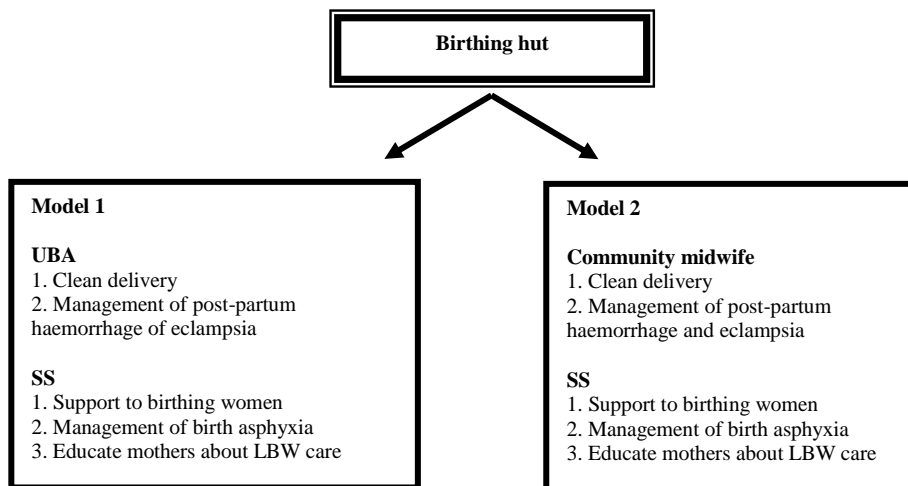 Birthing hut
Model 1
UBA
1. Clean delivery
2. Management of post-partum
haemorrhage of eclampsia
SS
1. Support to birthing women
2. Management of birth asphyxia
3. Educate mothers about LBW care
Model 2
Community midwife
1. Clean delivery
2. Management of post-partum
haemorrhage and eclampsia
SS
1. Support to birthing women
2. Management of birth asphyxia
3. Educate mothers about LBW care